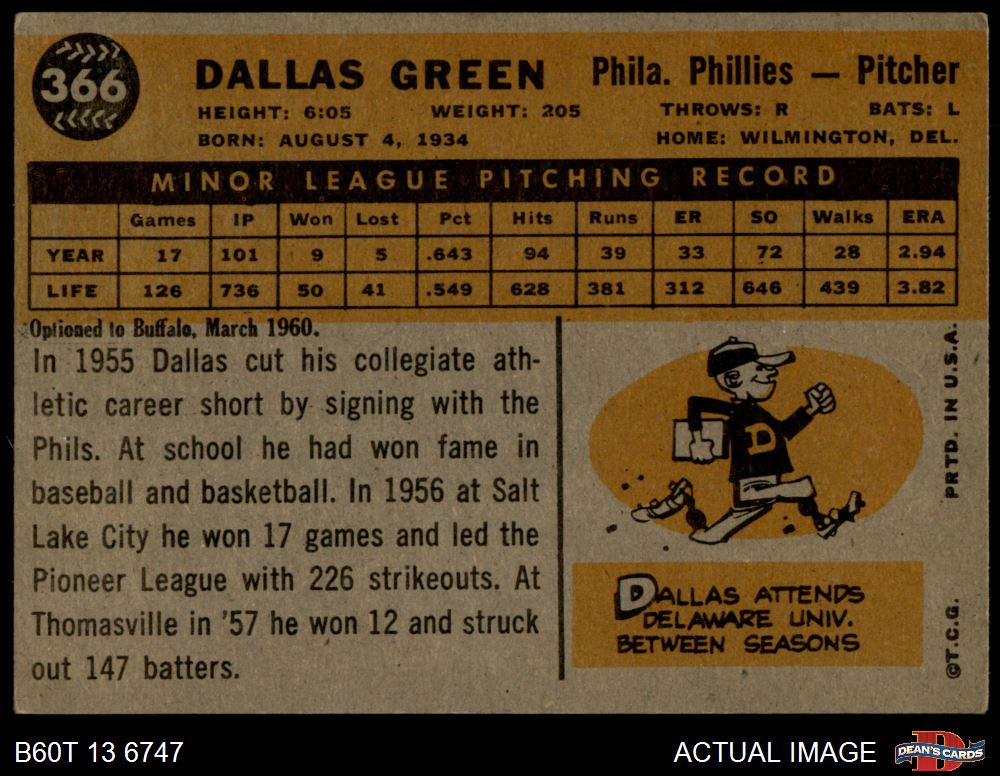 366
DALLAS GREEN Phila. Phillies — Pitcher
HEIGHT: 6:05 WEIGHT: 205 THROWS: R BATS: L
BORN: AUGUST 4, 1934 HOME: WILMINGTON, DEL.
MINOR LEAGUE PITCHING RECORD
Games IP Won Lost Pct Hits Runs ER SO Walks ERA
YEAR 17 101 9 5 .643 94 39 33 72 28 2.94
LIFE 126 736 50 41 .549 628 381 312 646 439 3.82
Optioned to Buffalo, March 1960.
In 1955 Dallas cut his collegiate ath-
letic career short by signing with the
Phils. At school he had won fame in
baseball and basketball. In 1956 at Salt
Lake City he won 17 games and led the
Pioneer League with 226 strikeouts. At
Thomasville in '57 he won 12 and struck
out 147 batters.
D
DALLAS ATTENDS
DELAWARE UNIV.
BETWEEN SEASONS
©T.C.G. PRTD. IN U.S.A.
B60T 13 6747 ACTUAL IMAGE
D
DEAN'S CARDS